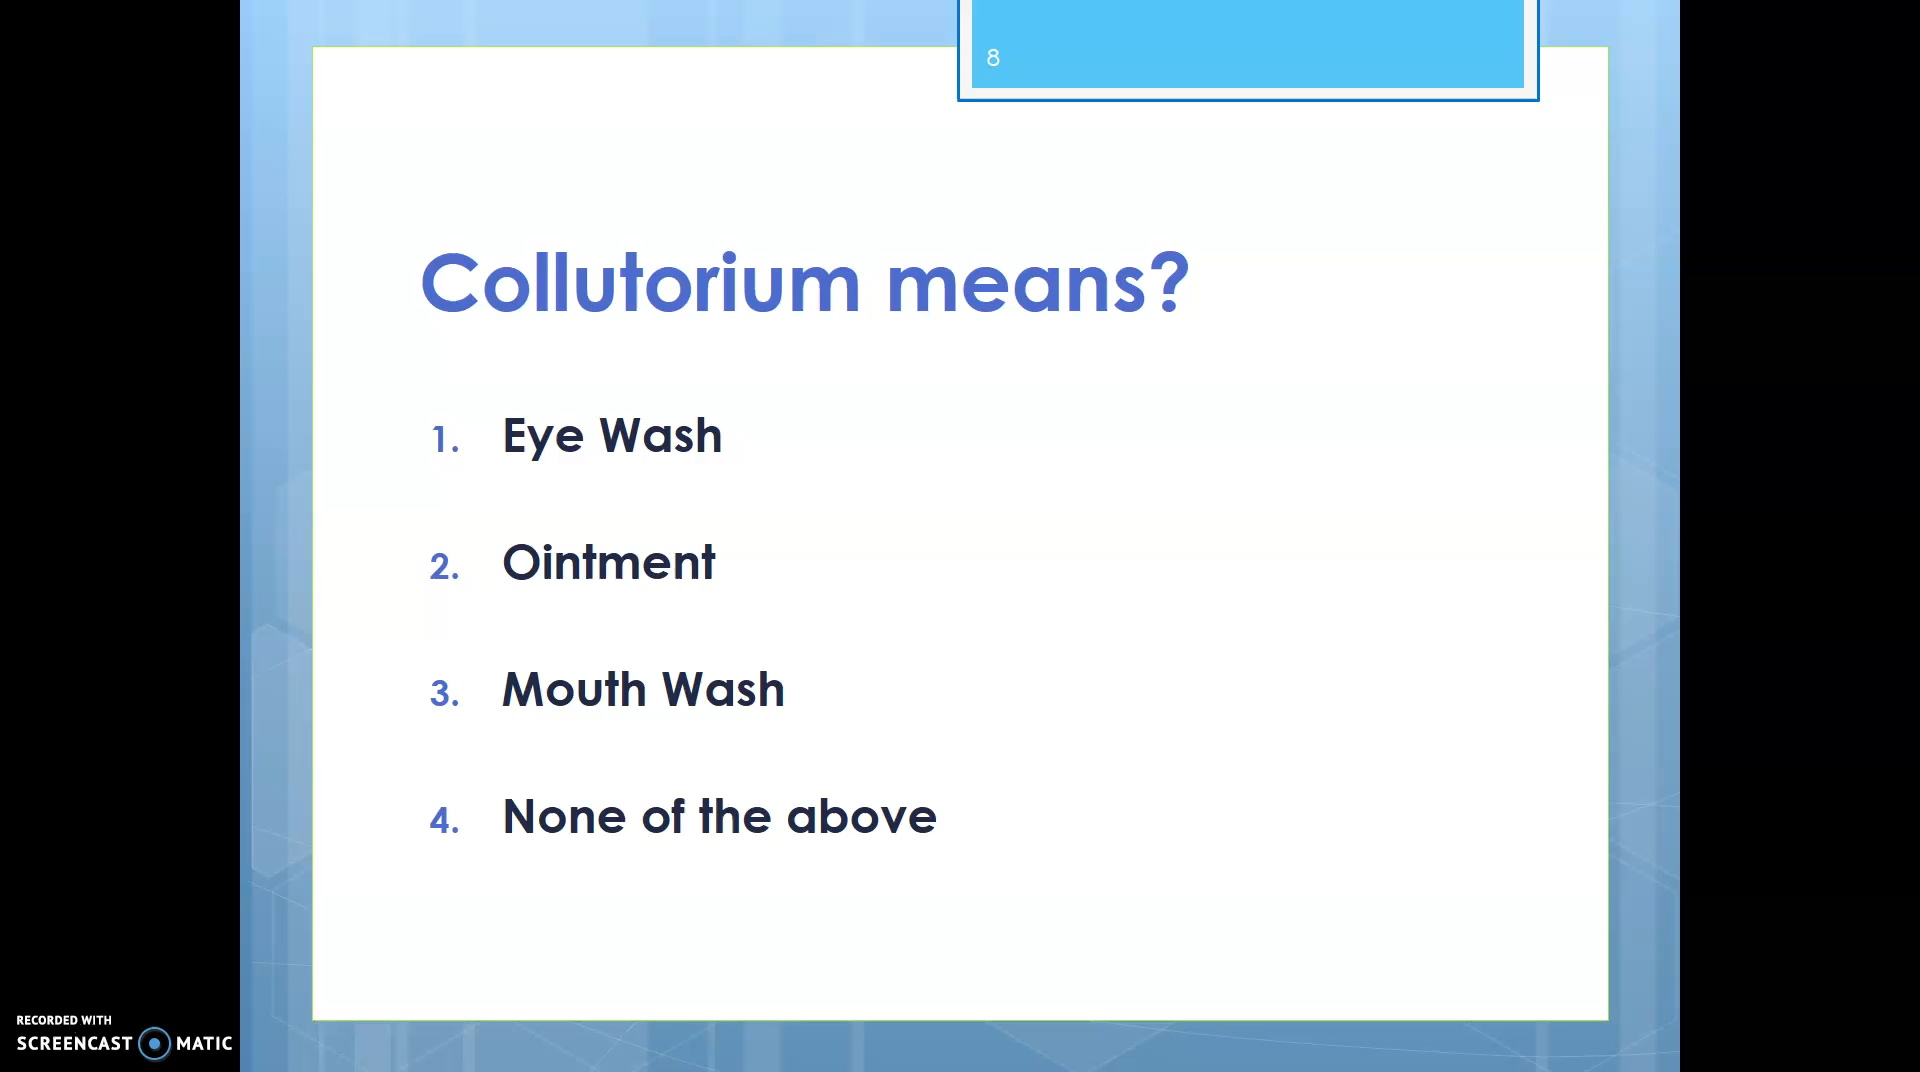 8
Collutorium means?
1. Eye Wash
2. Ointment
3. Mouth Wash
4. None of the above
RECORDED WITH
SCREENCAST MATIC